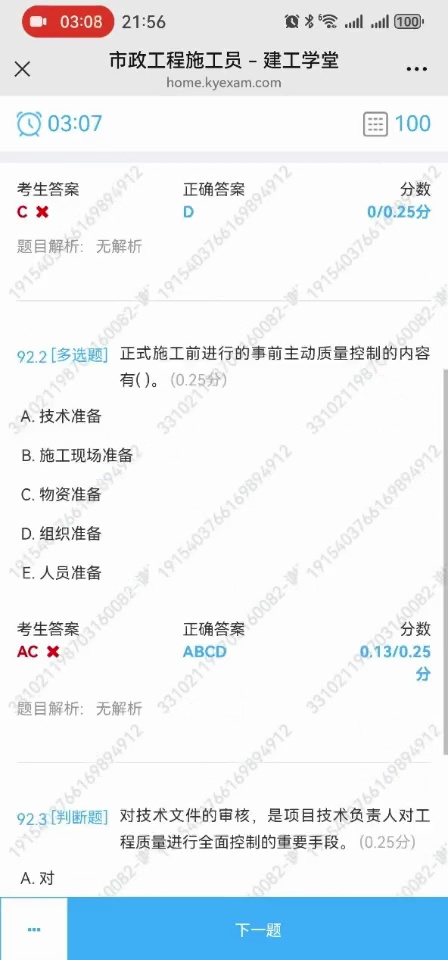 03:08 21:56 100
市政工程施工员 – 建工学堂
home.kyexam.com
03:07 100
考生答案 正确答案 分数
C ✖ D 0/0.25分
题目解析: 无解析
92.2 [多选题] 正式施工前进行的事前主动质量控制的内容
有( )。 (0.25分)
A. 技术准备
B. 施工现场准备
C. 物资准备
D. 组织准备
E. 人员准备
考生答案 正确答案 分数
AC ✖ ABCD 0.13/0.25
分
题目解析: 无解析
92.3 [判断题] 对技术文件的审核，是项目技术负责人对工
程质量进行全面控制的重要手段。 (0.25分)
A. 对
下一题